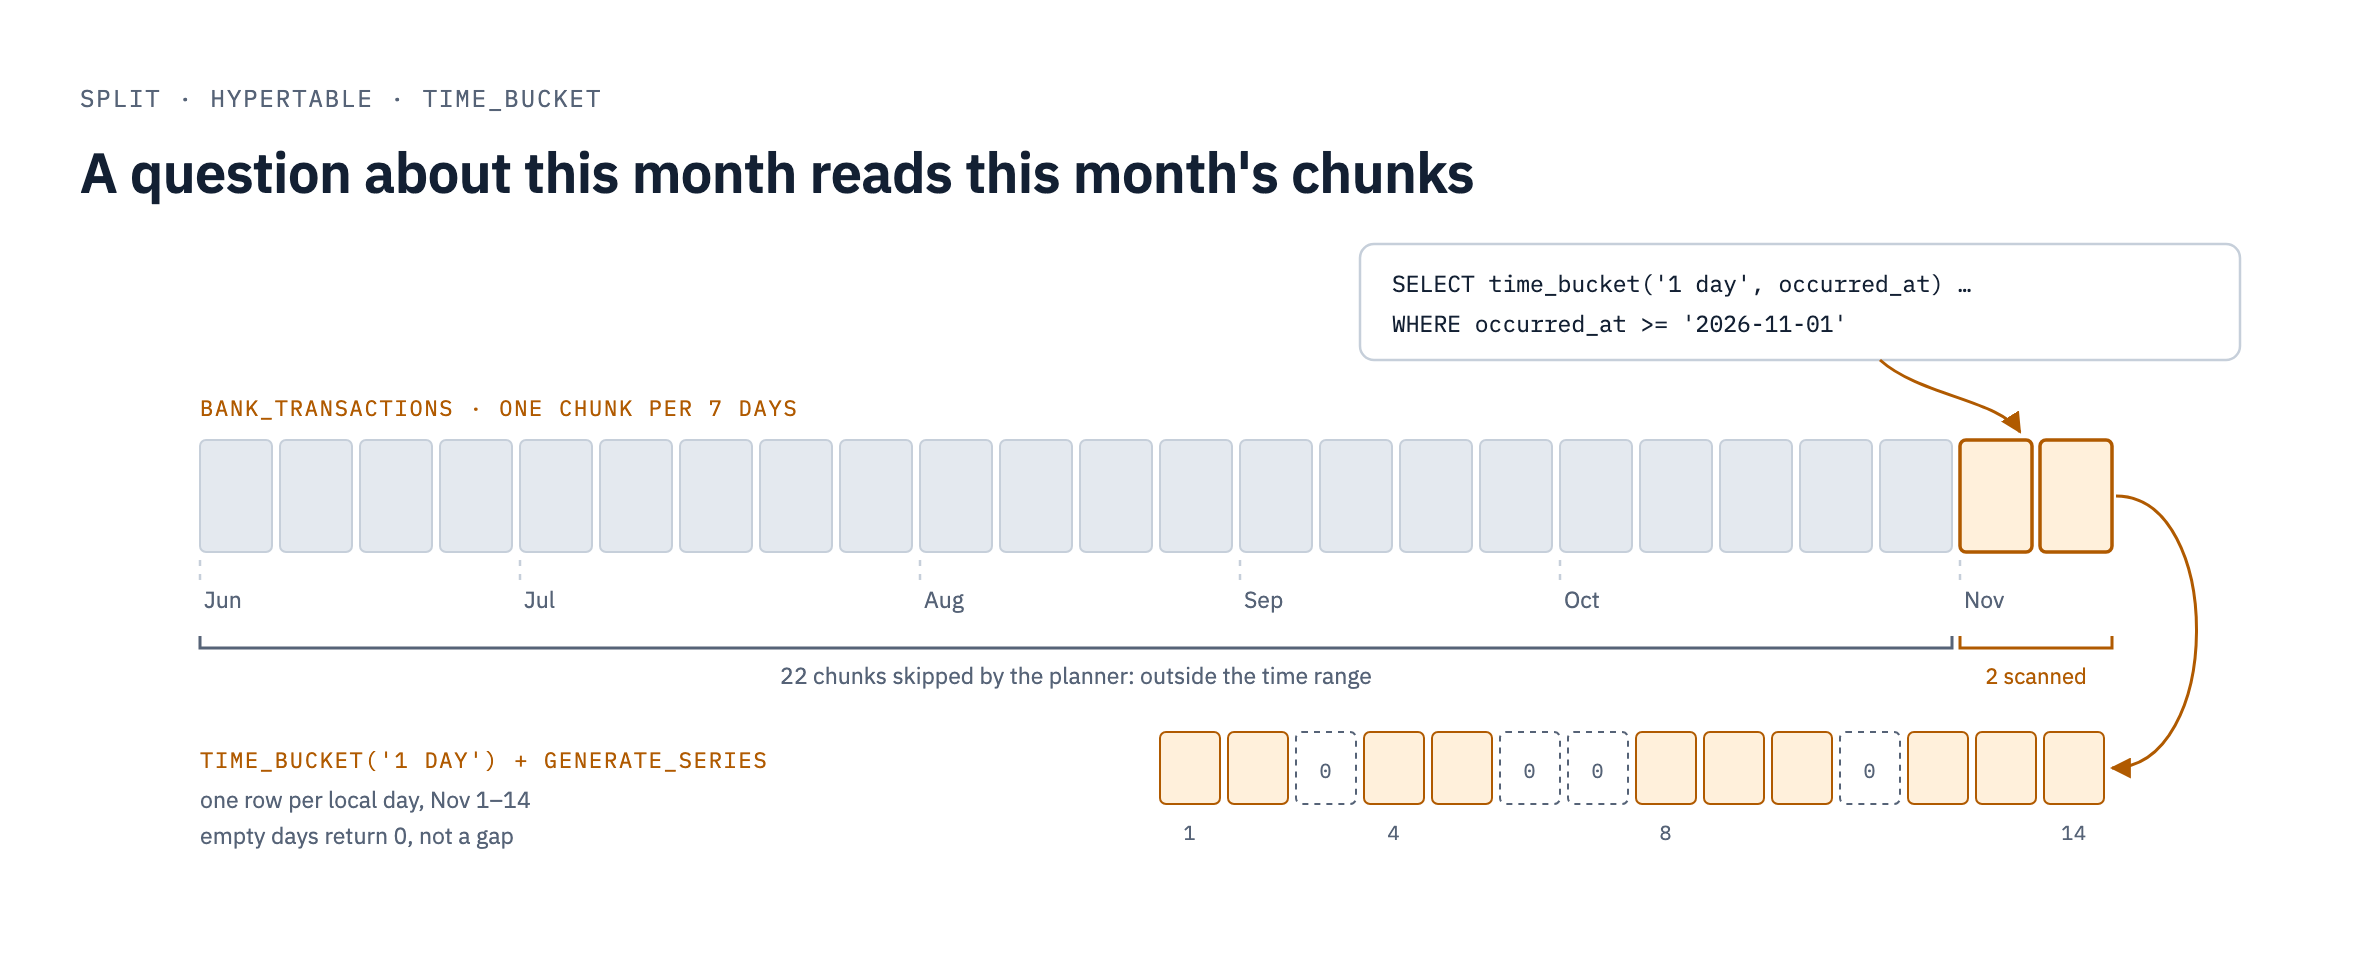 SPLIT · HYPERTABLE · TIME_BUCKET
A question about this month reads this month's chunks
SELECT time_bucket('1 day', occurred_at) …
WHERE occurred_at >= '2026-11-01'
BANK_TRANSACTIONS · ONE CHUNK PER 7 DAYS
Jun Jul Aug Sep Oct Nov
22 chunks skipped by the planner: outside the time range
2 scanned
TIME_BUCKET('1 DAY') + GENERATE_SERIES
one row per local day, Nov 1–14
empty days return 0, not a gap
0 0 0 0
1 4 8 14